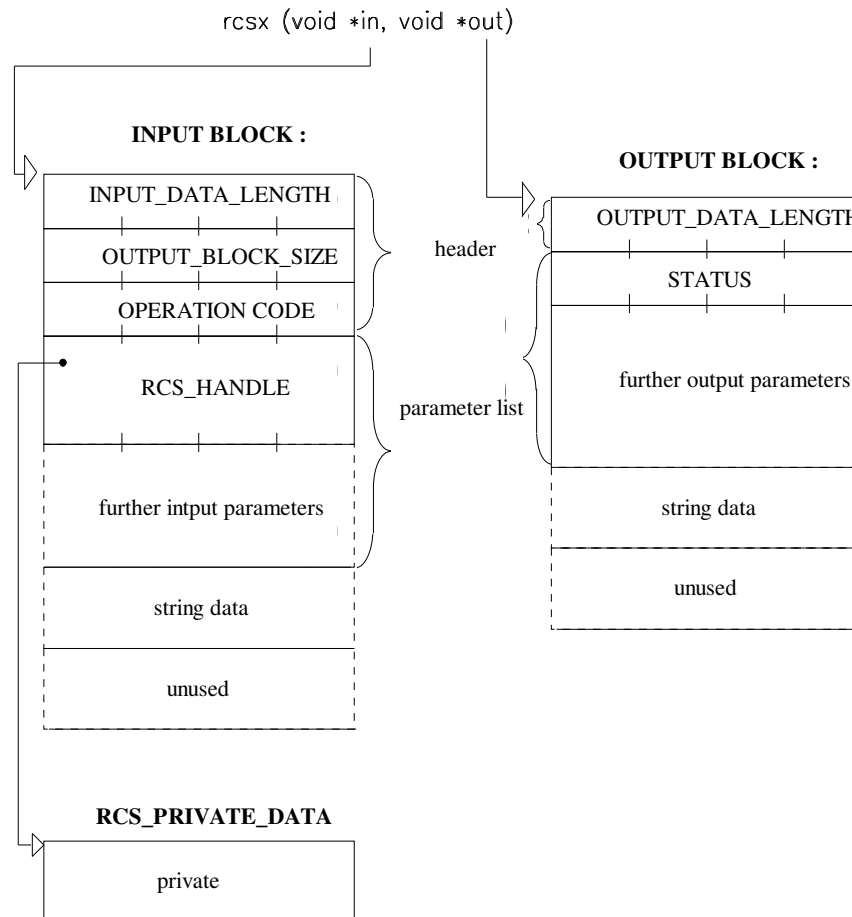 rcsx (void *in, void *out)
INPUT BLOCK :
INPUT_DATA_LENGTH
OUTPUT_BLOCK_SIZE
OPERATION CODE
RCS_HANDLE
further intput parameters
string data
unused
header
parameter list
OUTPUT BLOCK :
OUTPUT_DATA_LENGTH
STATUS
further output parameters
string data
unused
RCS_PRIVATE_DATA
private